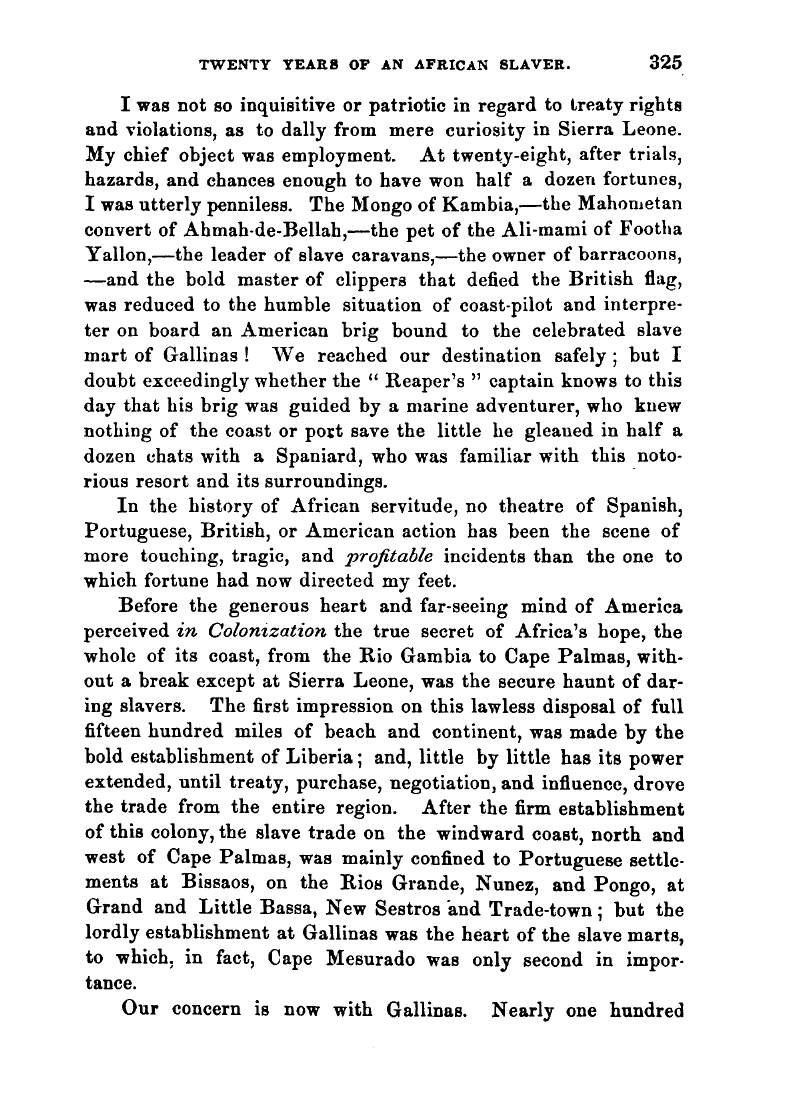 TWENTY YEARS OF AN AFRICAN SLAVER. 325
I was not so inquisitive or patriotic in regard to treaty rights
and violations, as to dally from mere curiosity in Sierra Leone.
My chief object was employment. At twenty-eight, after trials,
hazards, and chances enough to have won half a dozen fortunes,
I was utterly penniless. The Mongo of Kambia,—the Mahometan
convert of Ahmah-de-Bellah,—the pet of the Ali-mami of Footha
Yallon,—the leader of slave caravans,—the owner of barracoons,
—and the bold master of clippers that defied the British flag,
was reduced to the humble situation of coast-pilot and interpre-
ter on board an American brig bound to the celebrated slave
mart of Gallinas! We reached our destination safely; but I
doubt exceedingly whether the “Reaper's” captain knows to this
day that his brig was guided by a marine adventurer, who knew
nothing of the coast or port save the little he gleaned in half a
dozen chats with a Spaniard, who was familiar with this noto-
rious resort and its surroundings.
In the history of African servitude, no theatre of Spanish,
Portuguese, British, or American action has been the scene of
more touching, tragic, and profitable incidents than the one to
which fortune had now directed my feet.
Before the generous heart and far-seeing mind of America
perceived in Colonization the true secret of Africa's hope, the
whole of its coast, from the Rio Gambia to Cape Palmas, with-
out a break except at Sierra Leone, was the secure haunt of dar-
ing slavers. The first impression on this lawless disposal of full
fifteen hundred miles of beach and continent, was made by the
bold establishment of Liberia; and, little by little has its power
extended, until treaty, purchase, negotiation, and influence, drove
the trade from the entire region. After the firm establishment
of this colony, the slave trade on the windward coast, north and
west of Cape Palmas, was mainly confined to Portuguese settle-
ments at Bissaos, on the Rios Grande, Nunez, and Pongo, at
Grand and Little Bassa, New Sestros and Trade-town; but the
lordly establishment at Gallinas was the heart of the slave marts,
to which, in fact, Cape Mesurado was only second in impor-
tance.
Our concern is now with Gallinas. Nearly one hundred